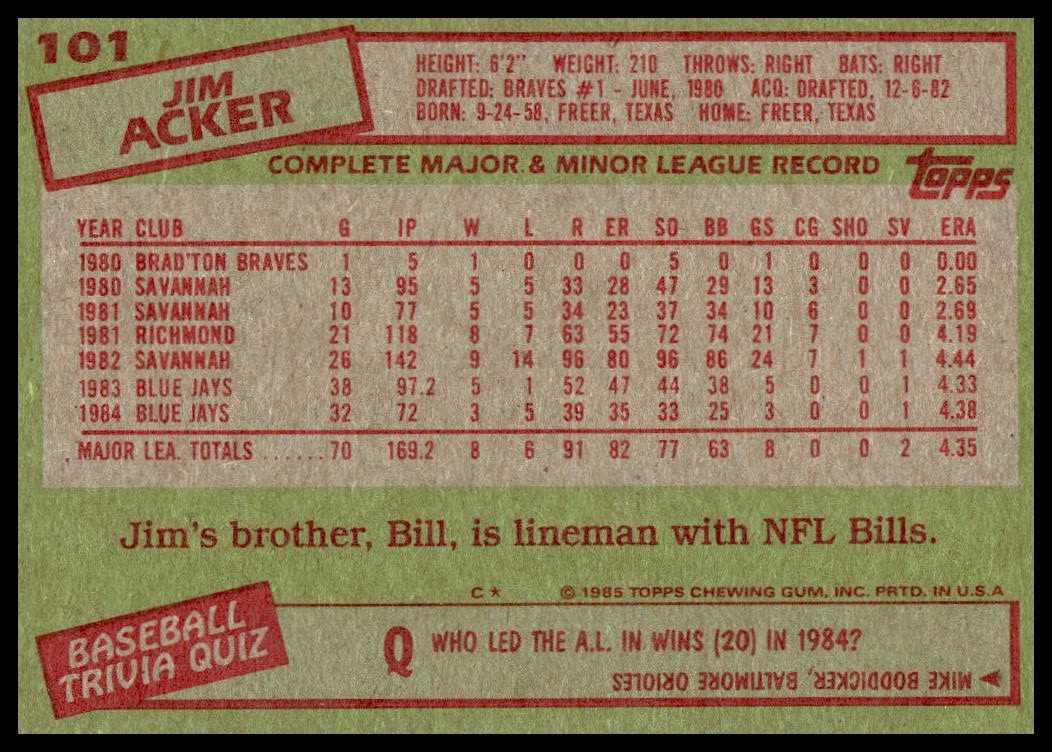 101
JIM
ACKER
HEIGHT: 6'2" WEIGHT: 210 THROWS: RIGHT BATS: RIGHT
DRAFTED: BRAVES #1 - JUNE, 1980 ACQ: DRAFTED, 12-6-82
BORN: 9-24-58, FREER, TEXAS HOME: FREER, TEXAS
COMPLETE MAJOR & MINOR LEAGUE RECORD
topps
YEAR CLUB G IP W L R ER SO BB GS CG SHO SV ERA
1980 BRAD'TON BRAVES 1 5 1 0 0 0 5 0 1 0 0 0 0.00
1980 SAVANNAH 13 95 5 5 33 28 47 29 13 3 0 0 2.65
1981 SAVANNAH 10 77 5 5 34 23 37 34 10 6 0 0 2.69
1981 RICHMOND 21 118 8 7 63 55 72 74 21 7 0 0 4.19
1982 SAVANNAH 26 142 9 14 96 80 96 86 24 7 1 1 4.44
1983 BLUE JAYS 38 97.2 5 1 52 47 44 38 5 0 0 1 4.33
1984 BLUE JAYS 32 72 3 5 39 35 33 25 3 0 0 1 4.38
MAJOR LEA. TOTALS ...... 70 169.2 8 6 91 82 77 63 8 0 0 2 4.35
Jim's brother, Bill, is lineman with NFL Bills.
C* © 1985 TOPPS CHEWING GUM, INC. PRTD. IN U.S.A
BASEBALL
TRIVIA QUIZ
Q WHO LED THE A.L. IN WINS (20) IN 1984?
MIKE BODDICKER, BALTIMORE ORIOLES